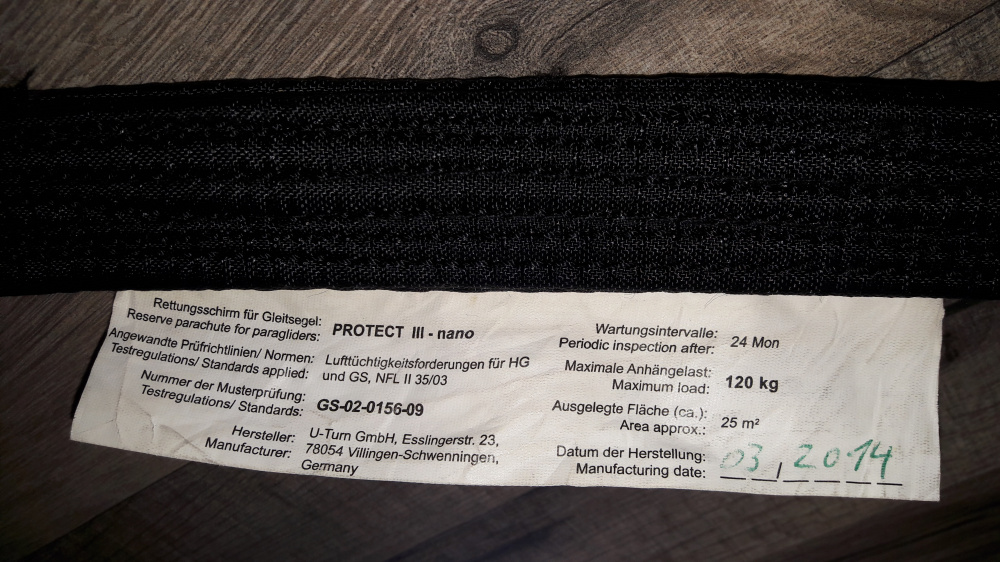 Rettungsschirm für Gleitsegel:
Reserve parachute for paragliders: PROTECT III - nano
Angewandte Prüfrichtlinien/ Normen: Lufttüchtigkeitsforderungen für HG
Testregulations/ Standards applied: und GS, NFL II 35/03
Nummer der Musterprüfung:
Testregulations/ Standards: GS-02-0156-09
Hersteller: U-Turn GmbH, Esslingerstr. 23,
Manufacturer: 78054 Villingen-Schwenningen,
Germany
Wartungsintervalle:
Periodic inspection after: 24 Mon
Maximale Anhängelast:
Maximum load: 120 kg
Ausgelegte Fläche (ca.):
Area approx.: 25 m²
Datum der Herstellung:
Manufacturing date: 03/2014